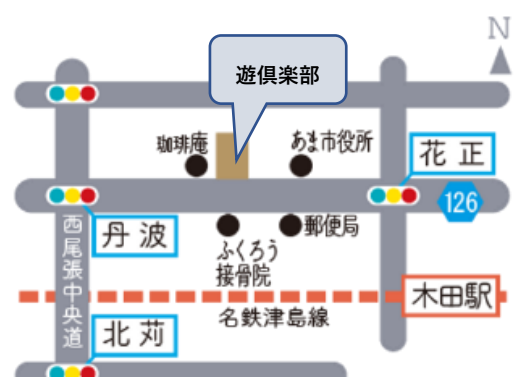 N
遊倶楽部
珈琲庵
あま市役所
花正
126
丹波
西尾張中央道
ふくろう
接骨院
郵便局
木田駅
名鉄津島線
北苅